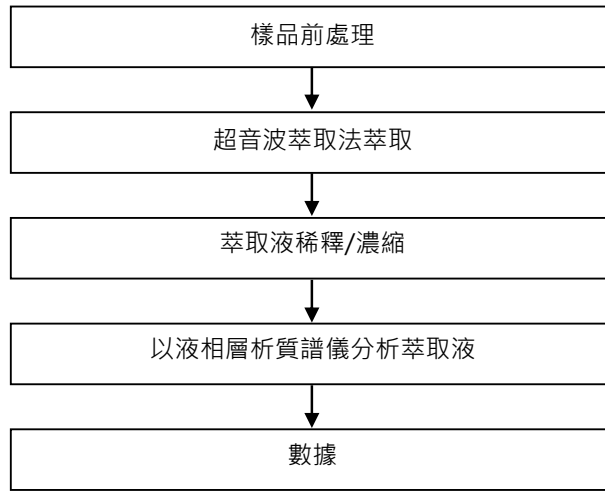 樣品前處理
超音波萃取法萃取
萃取液稀釋/濃縮
以液相層析質譜儀分析萃取液
數據